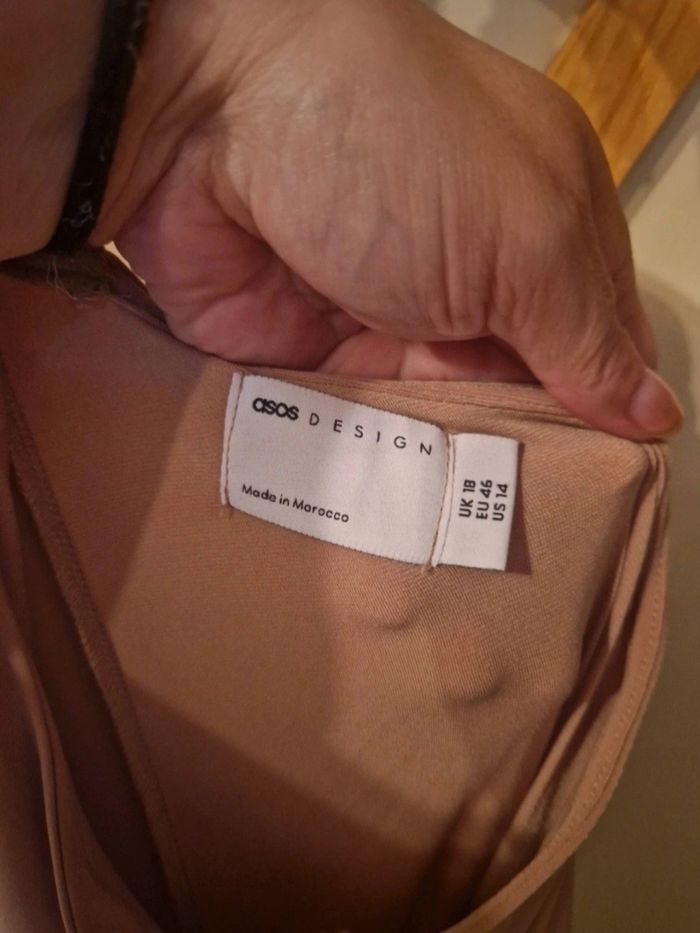 asos DESIGN
Made in Morocco
UK 18
EU 46
US 14